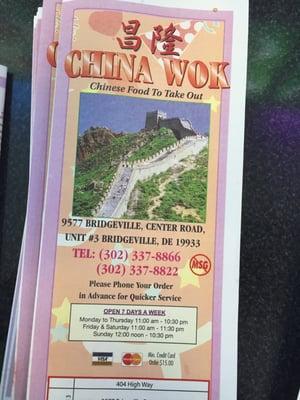 昌隆
CHINA WOK
Chinese Food To Take Out
9577 BRIDGEVILLE, CENTER ROAD,
UNIT #3 BRIDGEVILLE, DE 19933
TEL: (302) 337-8866
(302) 337-8822
MSG
Please Phone Your Order
in Advance for Quicker Service
OPEN 7 DAYS A WEEK
Monday to Thursday 11:00 am - 10:30 pm
Friday & Saturday 11:00 am - 11:30 pm
Sunday 12:00 noon - 10:30 pm
VISA
Min. Credit Card
Order $15.00
404 High Way